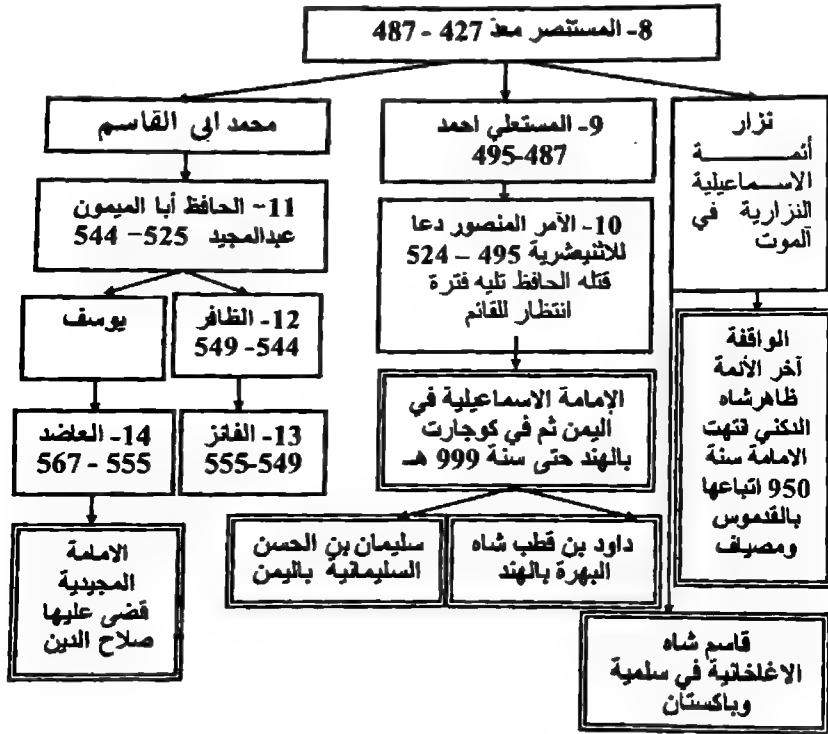 8- المستنصر معذ 427 - 487
محمد ابي القاسم
9- المستعلي احمد
487-495
نزار
أئمة
الاسماعيلية
النزارية في
آلموت
11- الحافظ أبا الميمون
عبدالمجيد 525 – 544
10- الآمر المنصور دعا
للاثنيعشرية 495 – 524
قتله الحافظ تليه فترة
انتظار للقائم
يوسف
12- الظافر
544- 549
الواقفة
آخر الأئمة
ظاهرشاه
الدكني انتهت
الامامة سنة
950 اتباعها
بالقدموس
ومصياف
14- العاضد
555 - 567
13- الفائز
549-555
الإمامة الاسماعيلية في
اليمن ثم في كوجارت
بالهند حتى سنة 999 هـ
الامامة
المجيدية
قضى عليها
صلاح الدين
سليمان بن الحسن
السليمانية باليمن
داود بن قطب شاه
البهرة بالهند
قاسم شاه
الاغاخانية في سلمية
وباكستان